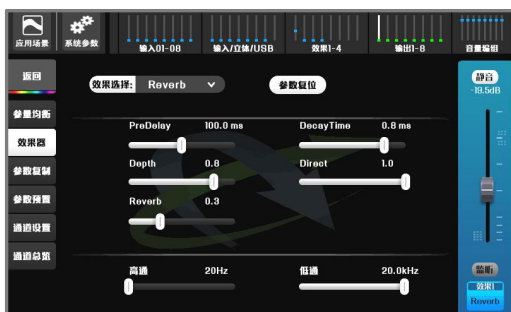 应用场景
系统参数
输入01-08
输入/立体/USB
效果1-4
输出1-8
音量编组
返回
效果选择: Reverb
参数复位
静音
-19.5dB
参量均衡
效果器
参数复制
参数预置
通道设置
通道总览
PreDelay 100.0 ms
DecayTime 0.8 ms
Depth 0.8
Direct 1.0
Reverb 0.3
高通 20Hz
低通 20.0kHz
监听
效果1
Reverb